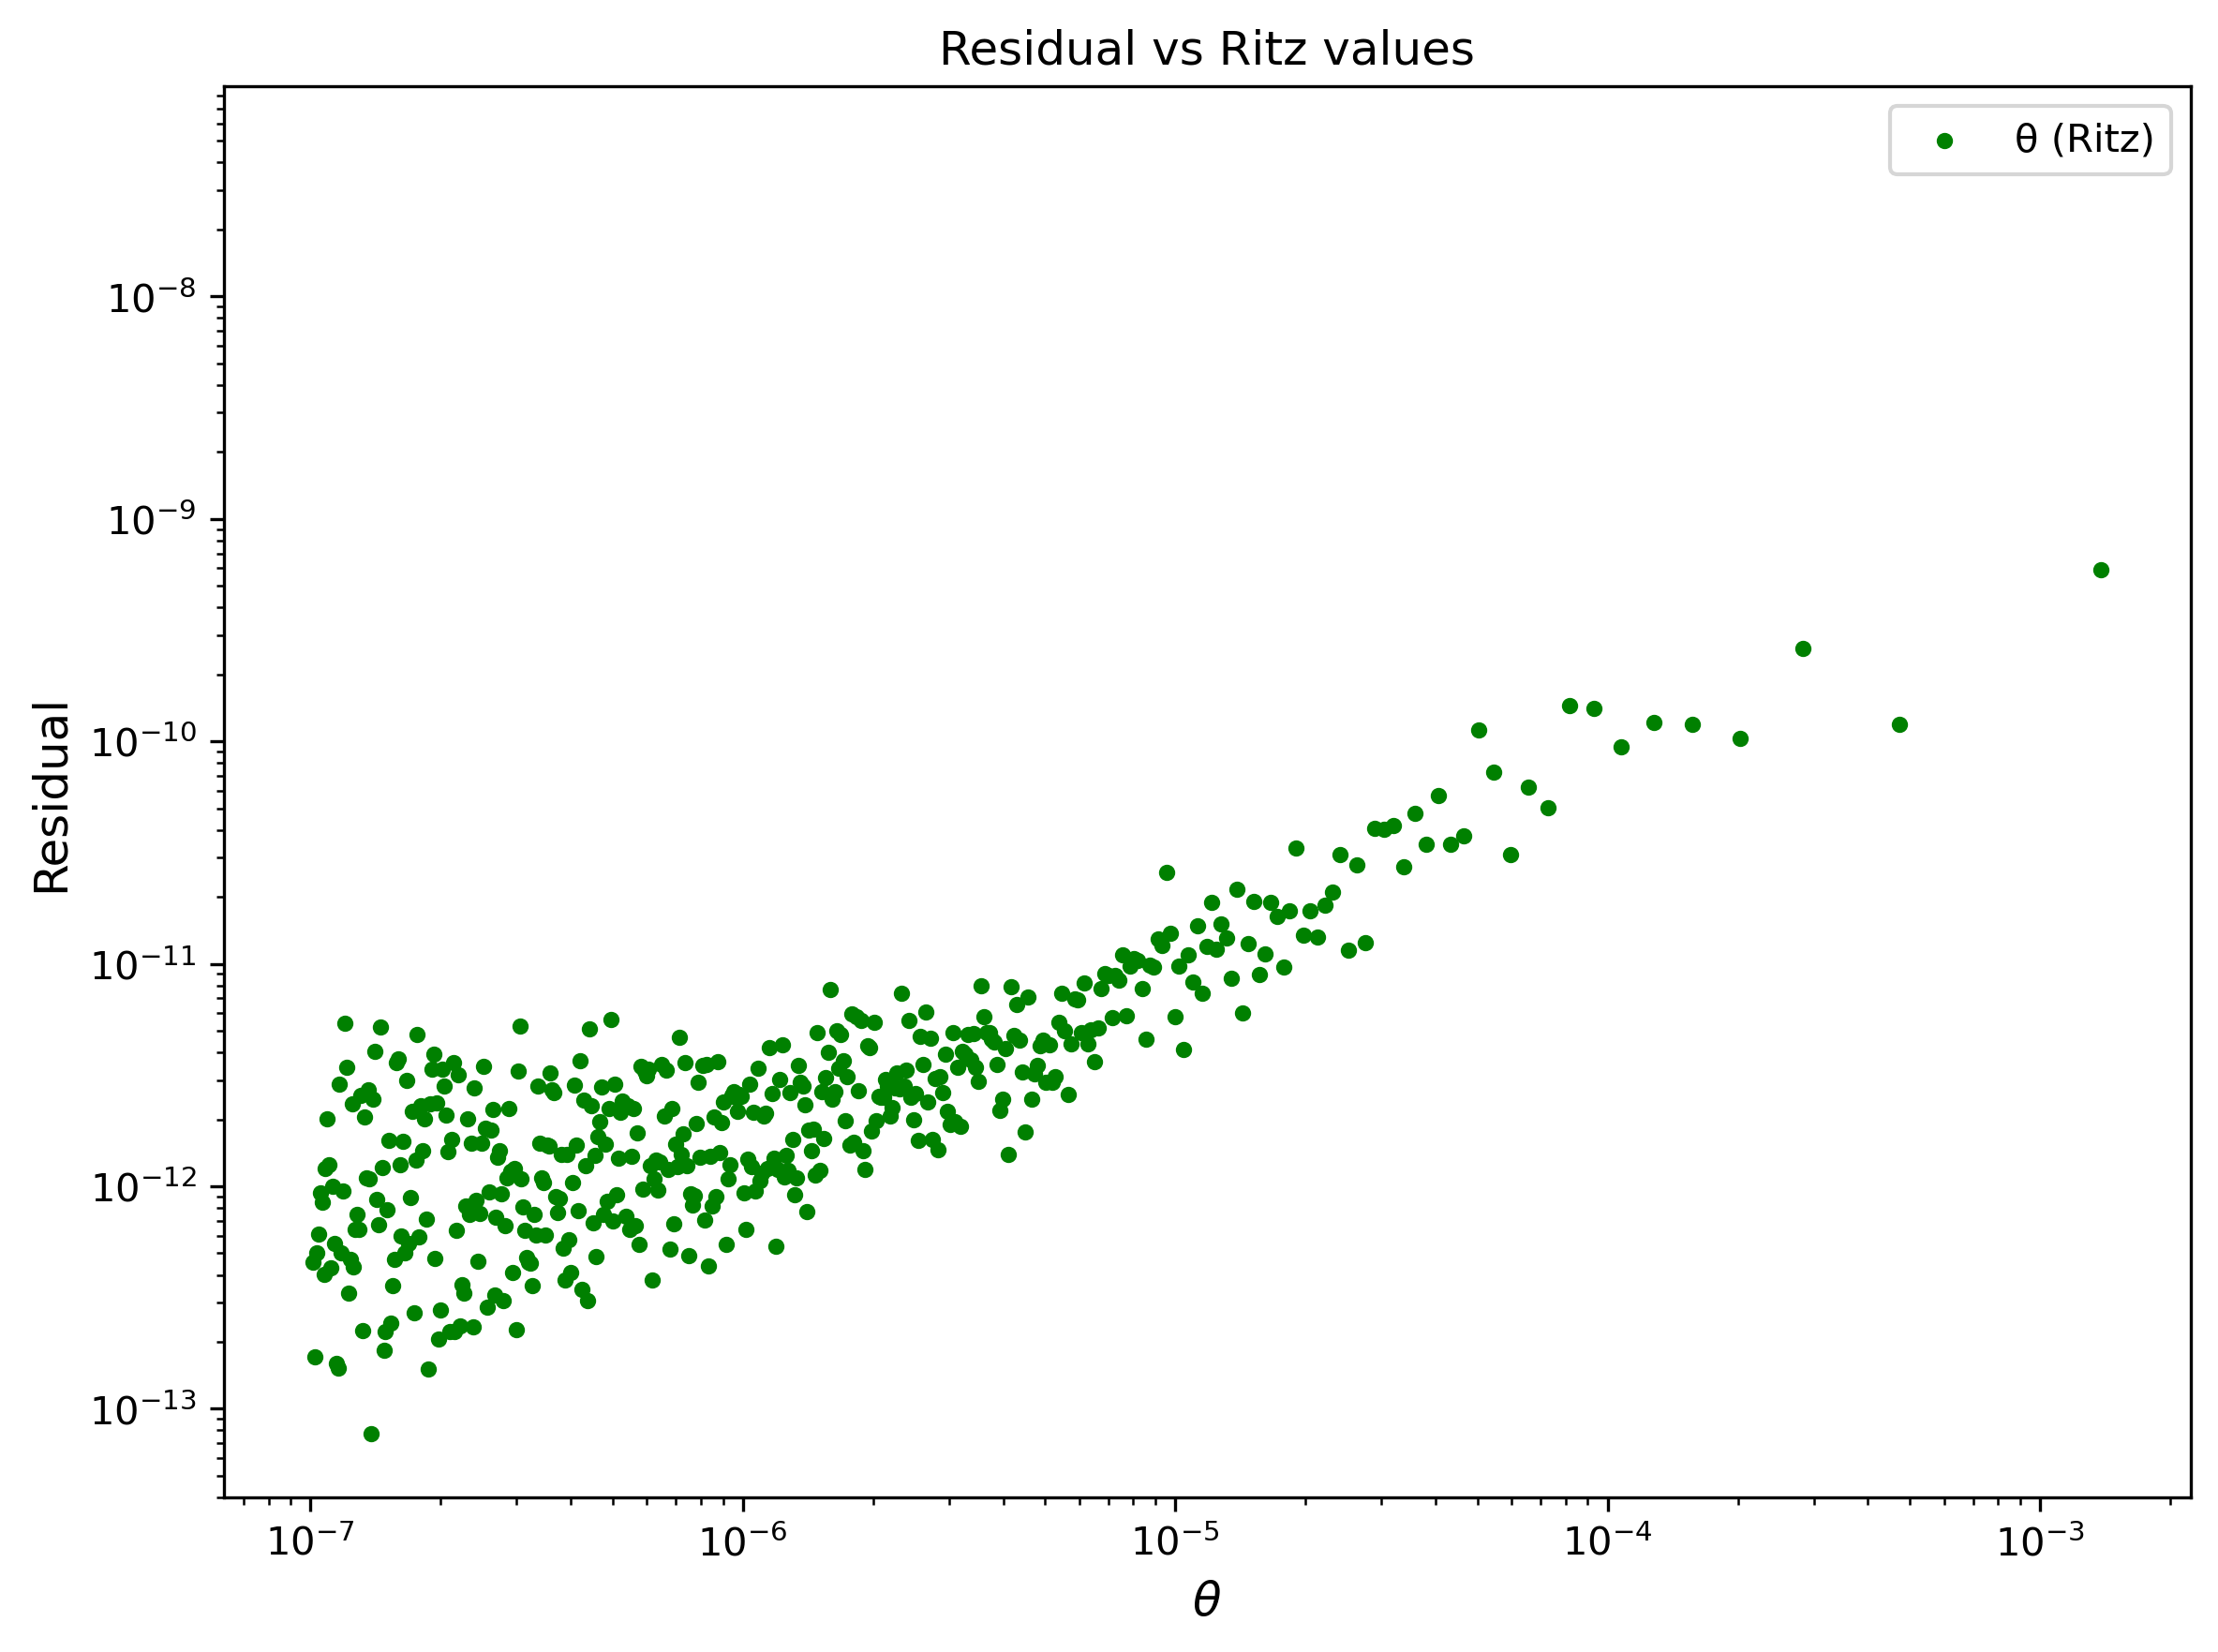 Residual vs Ritz values
θ (Ritz)
Residual
10⁻⁸
10⁻⁹
10⁻¹⁰
10⁻¹¹
10⁻¹²
10⁻¹³
10⁻⁷ 10⁻⁶ 10⁻⁵ 10⁻⁴ 10⁻³
θ